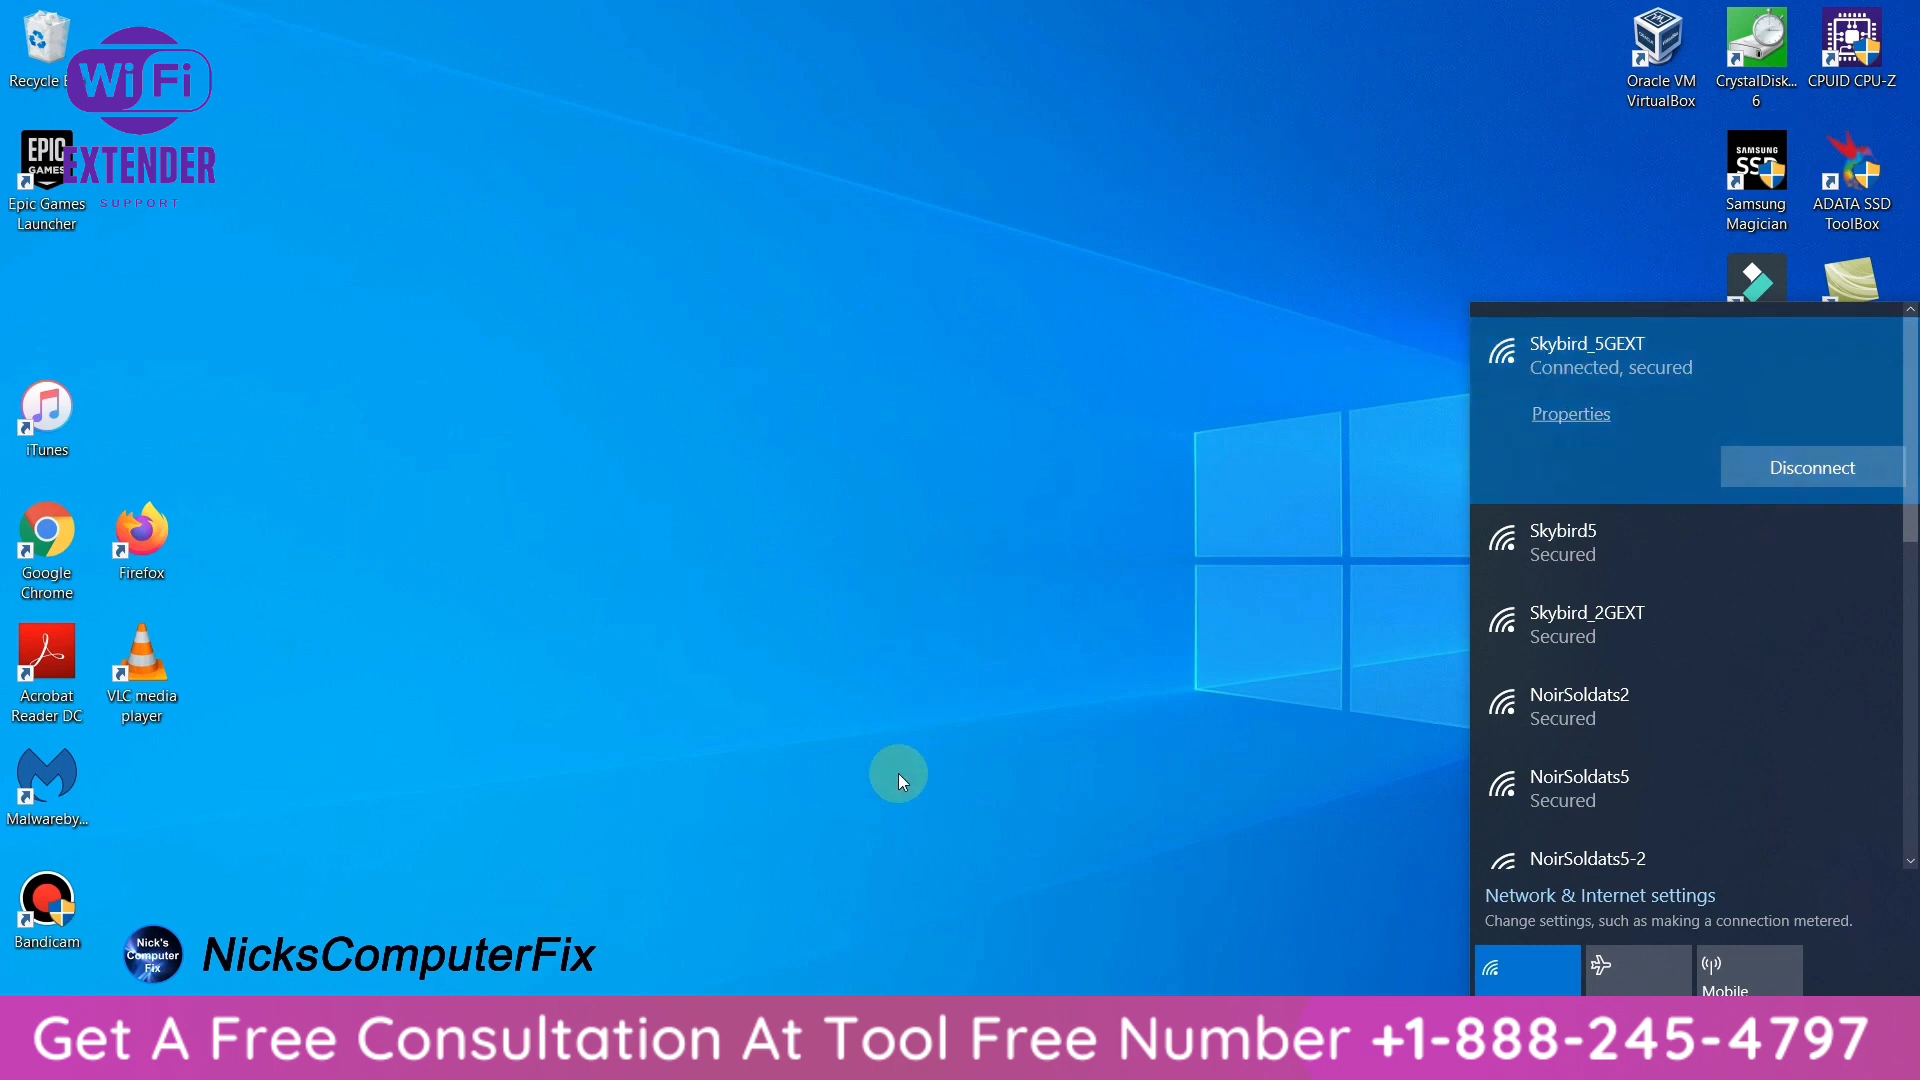 Recycle B
WiFi
EXTENDER
SUPPORT
EPIC
GAMES
Epic Games
Launcher
iTunes
Google
Chrome
Firefox
Acrobat
Reader DC
VLC media
player
Malwareby...
Bandicam
Nick's
Computer
Fix
NicksComputerFix
Oracle VM
VirtualBox
CrystalDisk...
6
CPUID CPU-Z
SAMSUNG
SSD
Samsung
Magician
ADATA SSD
ToolBox
Skybird_5GEXT
Connected, secured
Properties
Disconnect
Skybird5
Secured
Skybird_2GEXT
Secured
NoirSoldats2
Secured
NoirSoldats5
Secured
NoirSoldats5-2
Network & Internet settings
Change settings, such as making a connection metered.
Mobile
Get A Free Consultation At Tool Free Number +1-888-245-4797